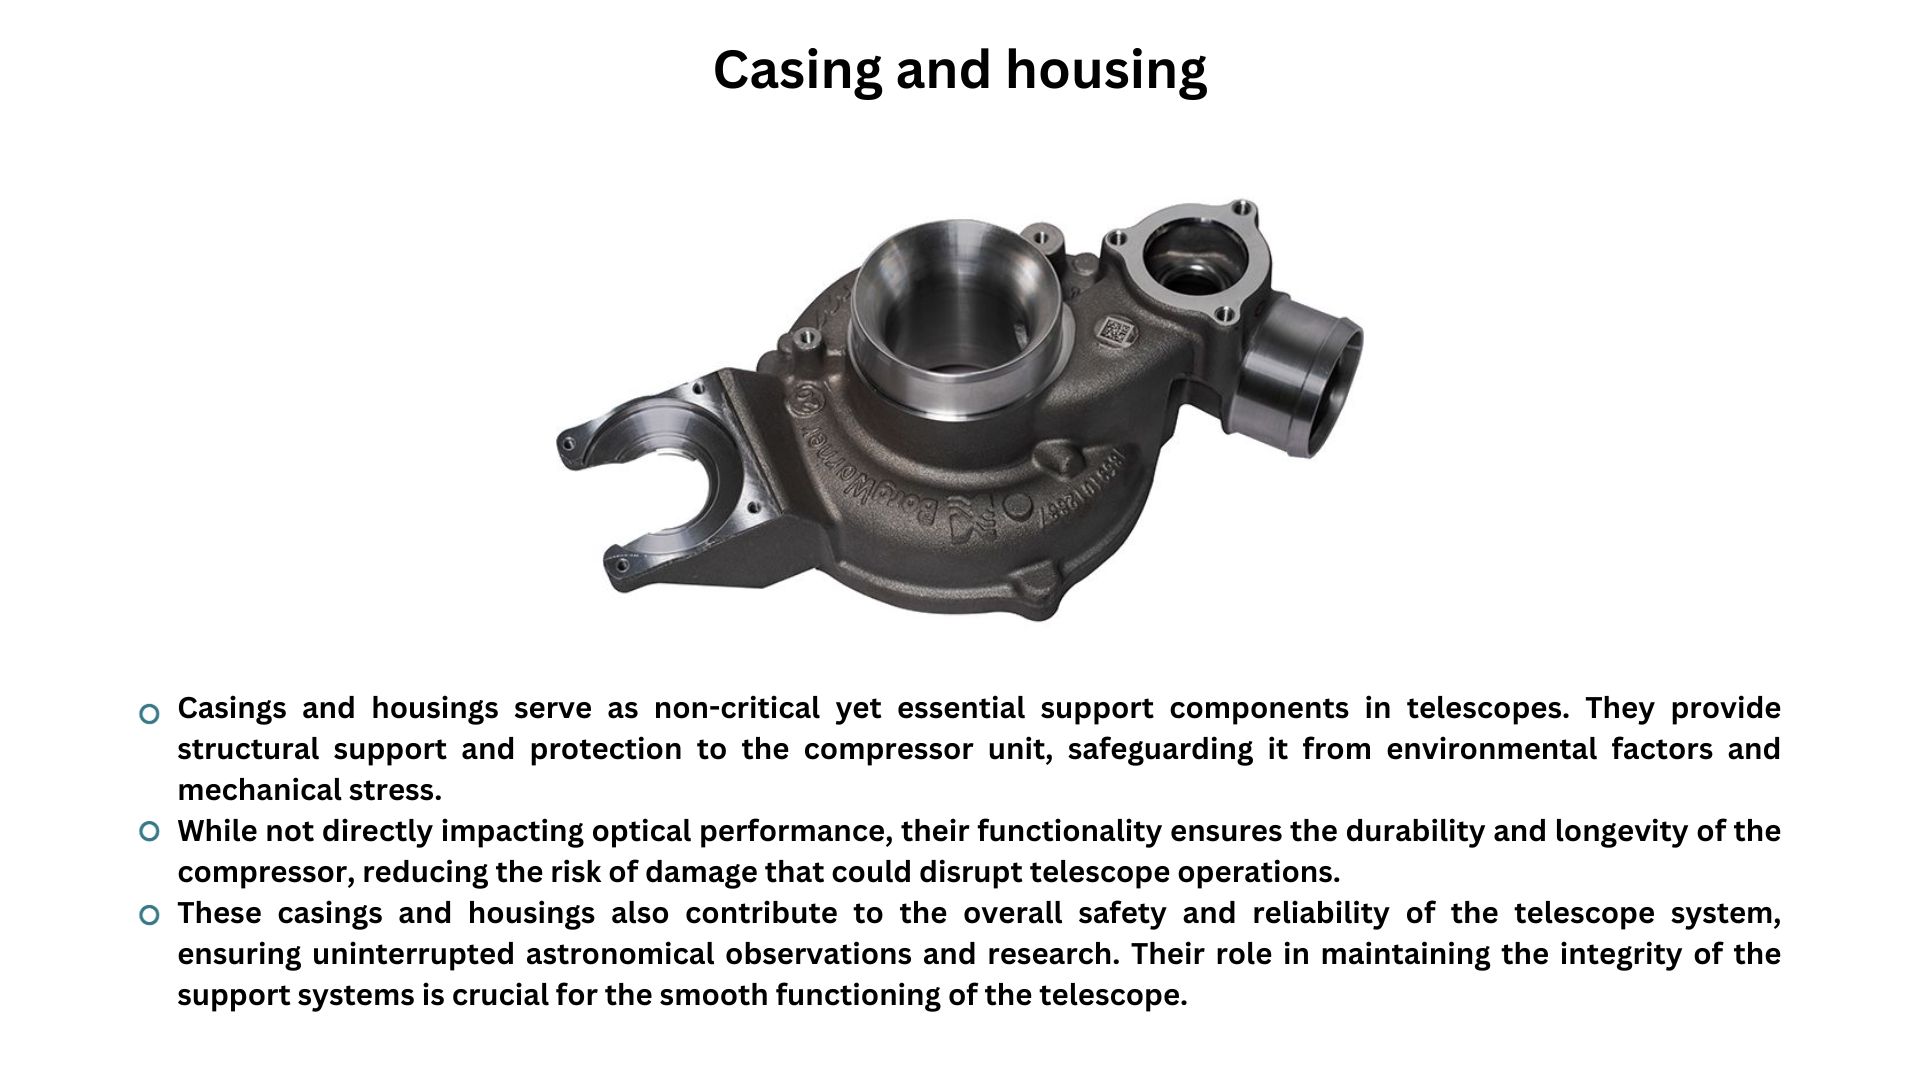 Casing and housing
BorgWarner
Casings and housings serve as non-critical yet essential support components in telescopes. They provide
structural support and protection to the compressor unit, safeguarding it from environmental factors and
mechanical stress.
While not directly impacting optical performance, their functionality ensures the durability and longevity of the
compressor, reducing the risk of damage that could disrupt telescope operations.
These casings and housings also contribute to the overall safety and reliability of the telescope system,
ensuring uninterrupted astronomical observations and research. Their role in maintaining the integrity of the
support systems is crucial for the smooth functioning of the telescope.